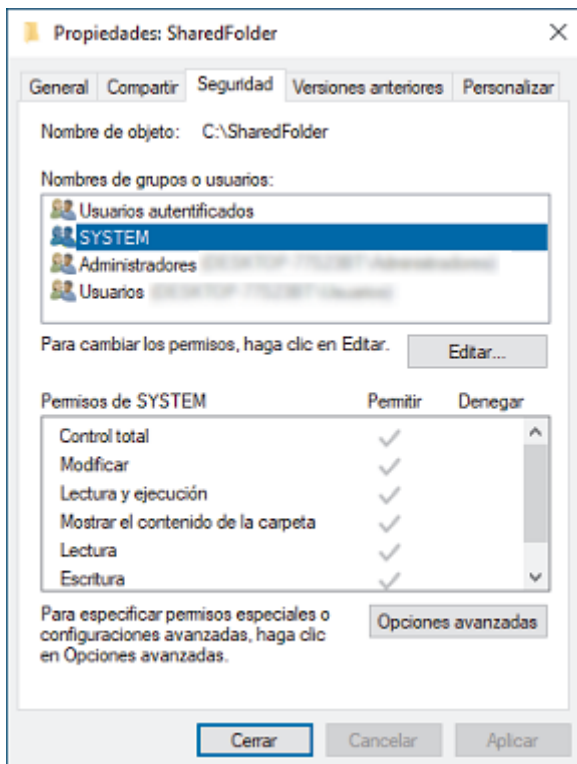 Propiedades: SharedFolder
General Compartir Seguridad Versiones anteriores Personalizar
Nombre de objeto: C:\SharedFolder
Nombres de grupos o usuarios:
Usuarios autentificados
SYSTEM
Administradores
Usuarios
Para cambiar los permisos, haga clic en Editar. Editar...
Permisos de SYSTEM Permitir Denegar
Control total
Modificar
Lectura y ejecución
Mostrar el contenido de la carpeta
Lectura
Escritura
Para especificar permisos especiales o
configuraciones avanzadas, haga clic
en Opciones avanzadas.
Opciones avanzadas
Cerrar Cancelar Aplicar